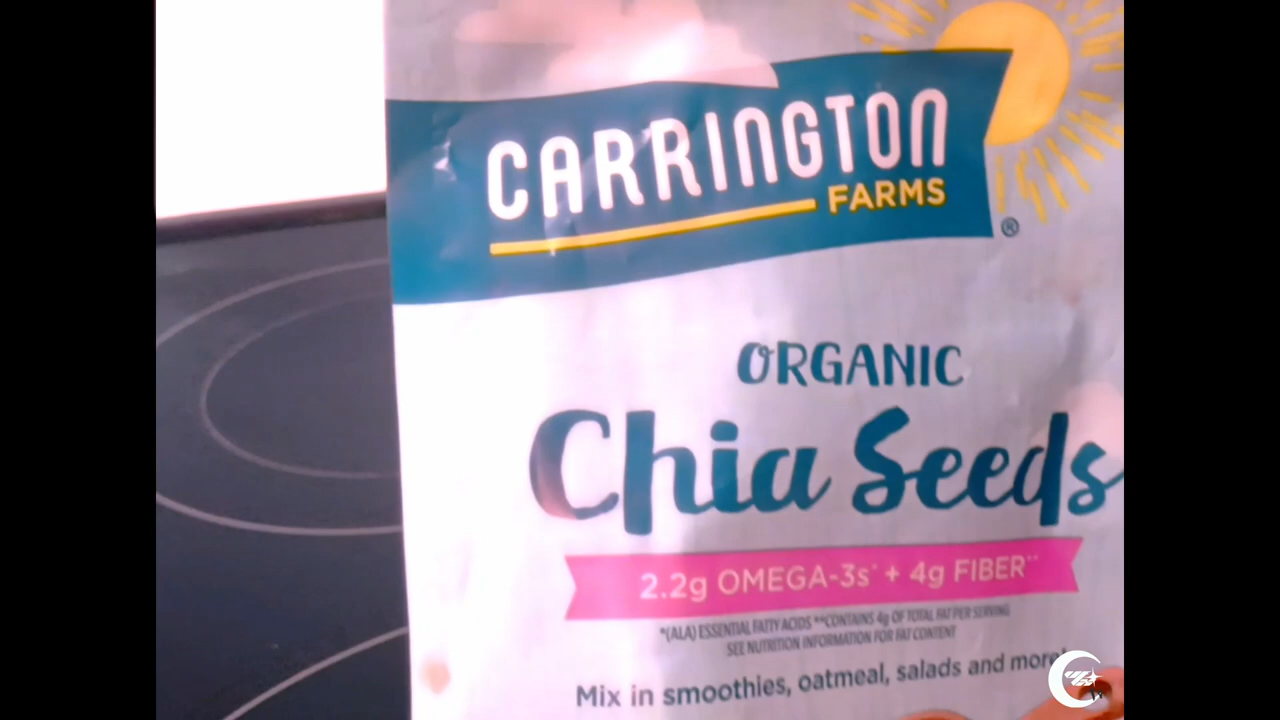 CARRINGTON
FARMS
®
ORGANIC
Chia Seeds
2.2g OMEGA-3s* + 4g FIBER**
*(ALA) ESSENTIAL FATTY ACIDS **CONTAINS 4g OF TOTAL FAT PER SERVING
SEE NUTRITION INFORMATION FOR FAT CONTENT
Mix in smoothies, oatmeal, salads and more!